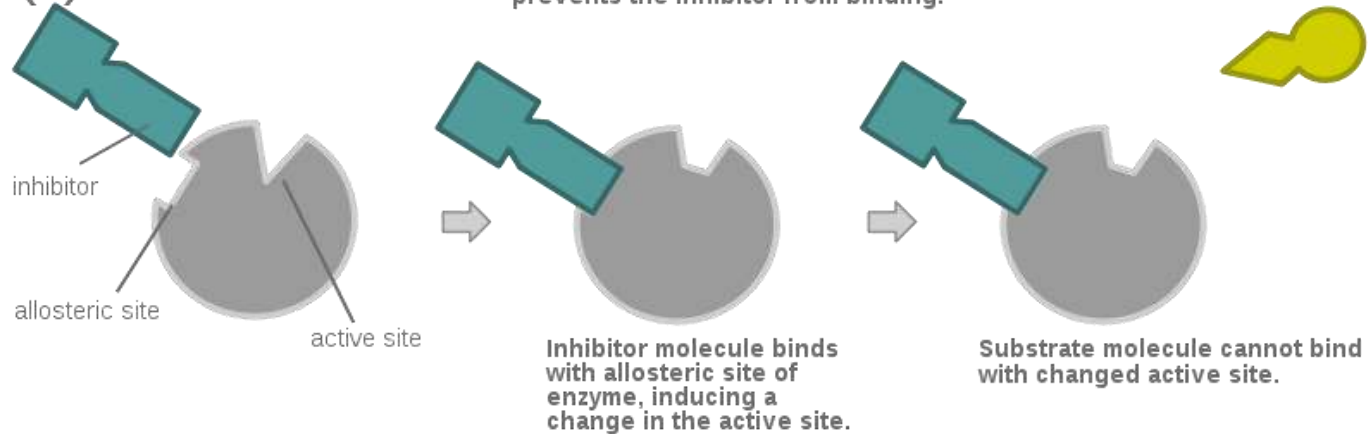 prevents the inhibitor from binding.
inhibitor
allosteric site
active site
Inhibitor molecule binds
with allosteric site of
enzyme, inducing a
change in the active site.
Substrate molecule cannot bind
with changed active site.